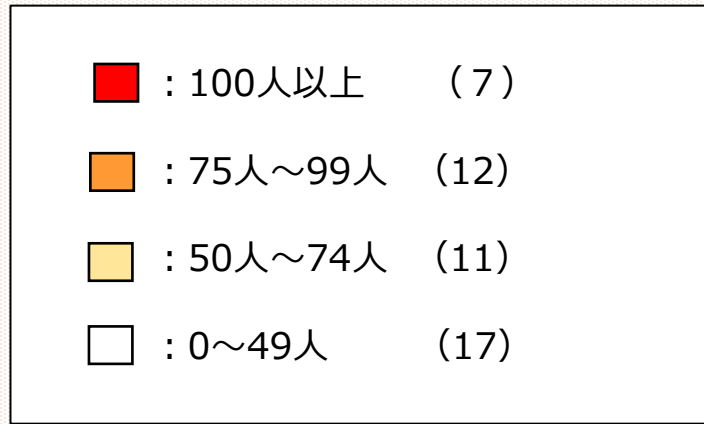 ：100人以上　（７）
：75人～99人　（12）
：50人～74人　（11）
：0～49人　（17）